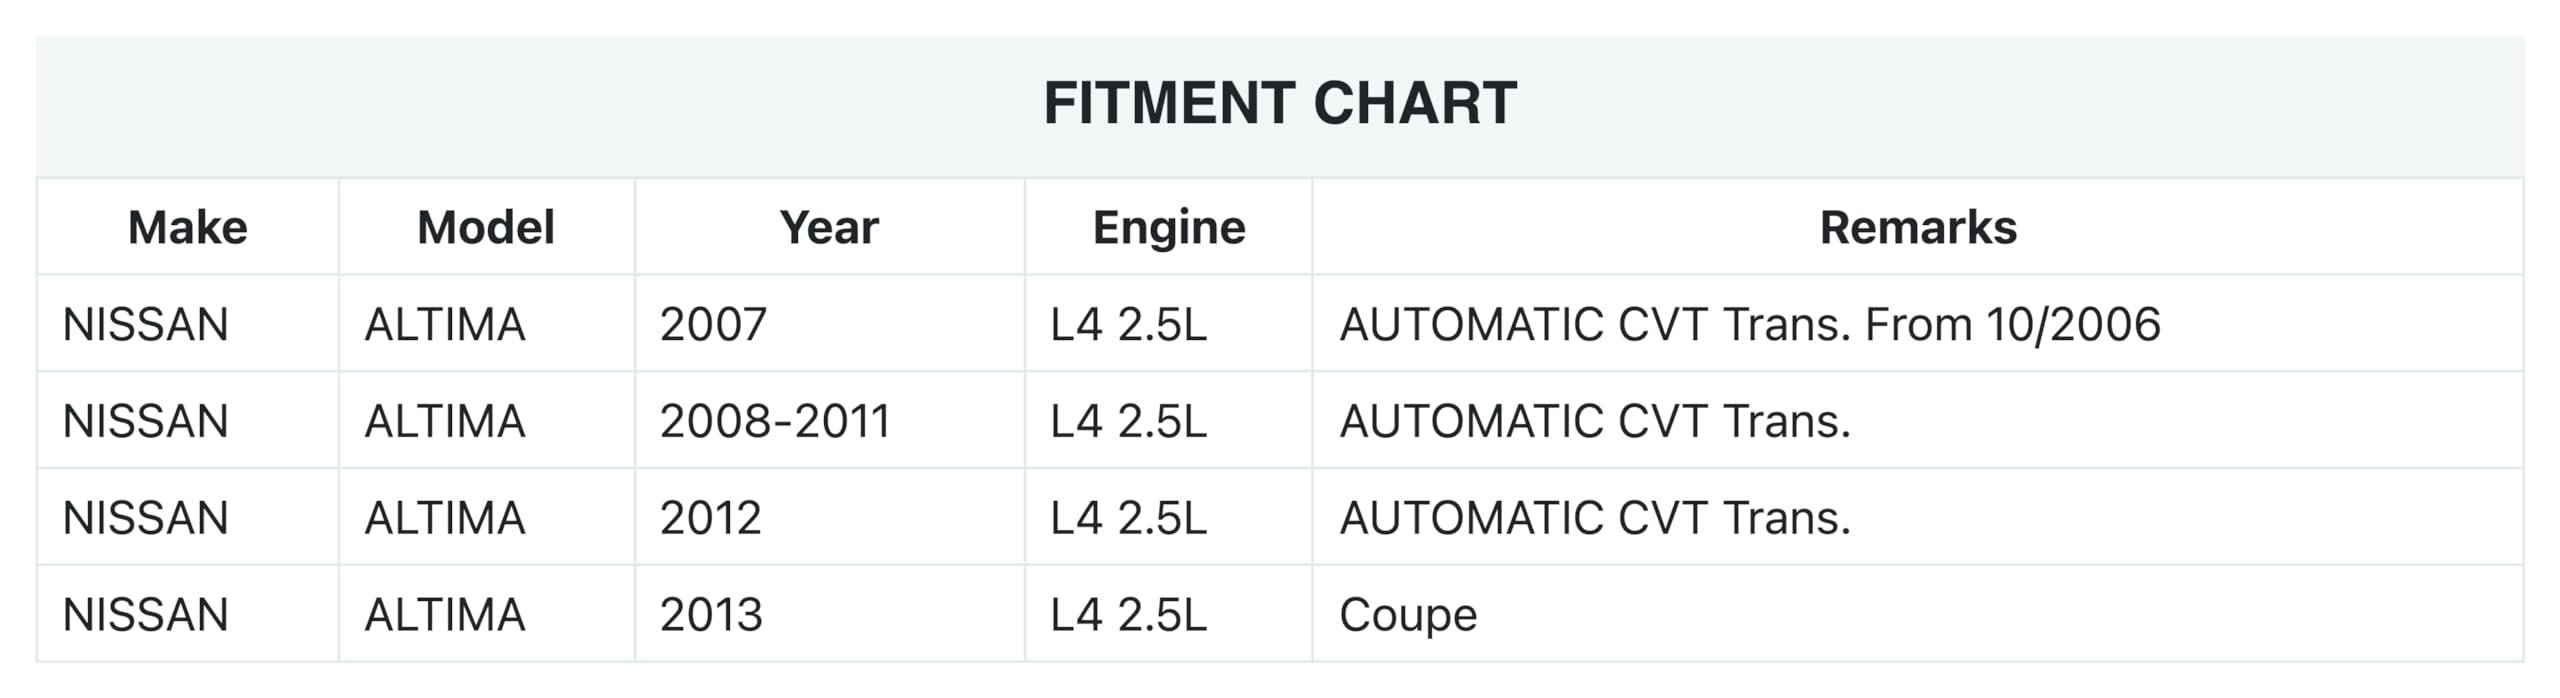 FITMENT CHART
Make Model Year Engine Remarks
NISSAN ALTIMA 2007 L4 2.5L AUTOMATIC CVT Trans. From 10/2006
NISSAN ALTIMA 2008-2011 L4 2.5L AUTOMATIC CVT Trans.
NISSAN ALTIMA 2012 L4 2.5L AUTOMATIC CVT Trans.
NISSAN ALTIMA 2013 L4 2.5L Coupe